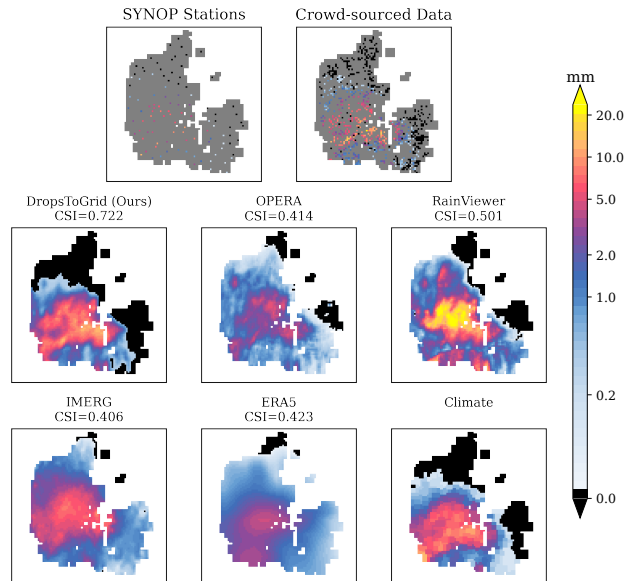 SYNOP Stations
Crowd-sourced Data
mm
20.0
10.0
5.0
3.0
2.0
1.0
0.2
0.0
DropsToGrid (Ours)
CSI=0.722
OPERA
CSI=0.414
RainViewer
CSI=0.501
IMERG
CSI=0.406
ERA5
CSI=0.423
Climate